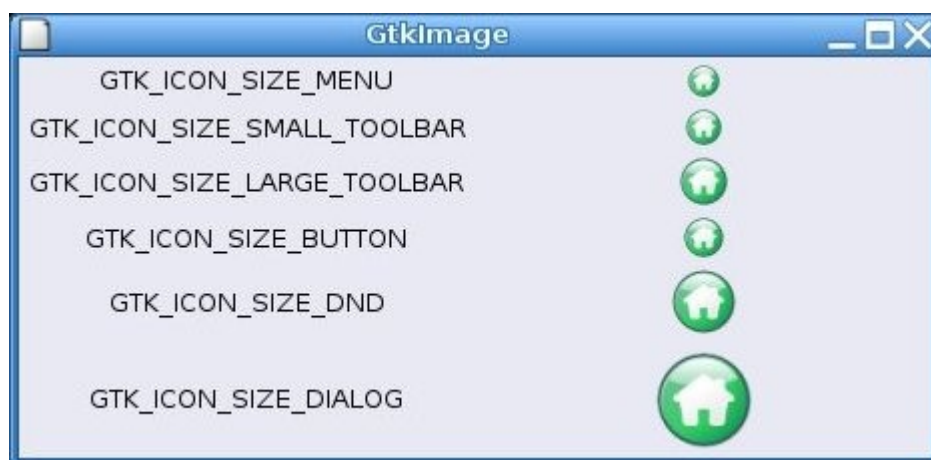 GtkImage
GTK_ICON_SIZE_MENU
GTK_ICON_SIZE_SMALL_TOOLBAR
GTK_ICON_SIZE_LARGE_TOOLBAR
GTK_ICON_SIZE_BUTTON
GTK_ICON_SIZE_DND
GTK_ICON_SIZE_DIALOG